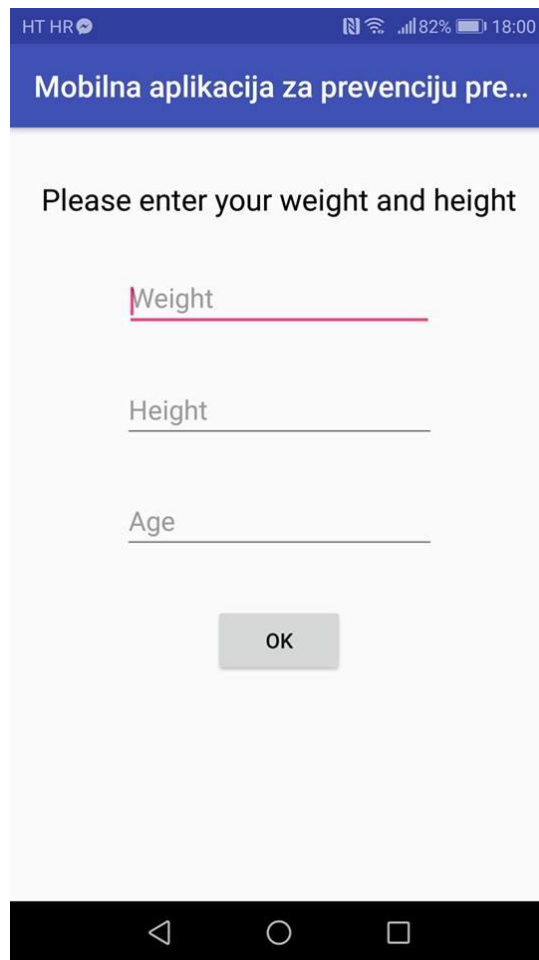 HT HR 82% 18:00
Mobilna aplikacija za prevenciju pre...
Please enter your weight and height
Weight
Height
Age
OK